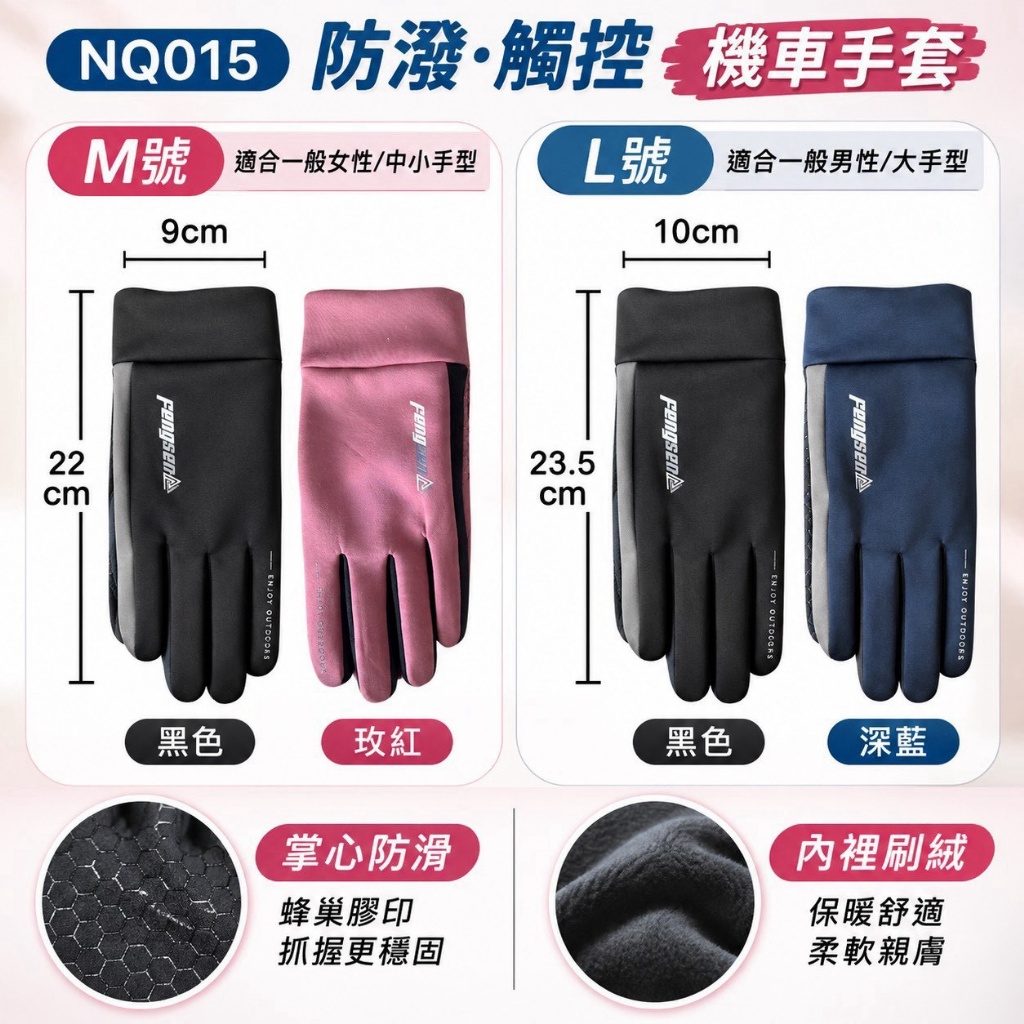 NQ015 防潑·觸控 機車手套
M號 適合一般女性/中小手型
9cm
22
cm
Fengsen
ENJOY OUTDOORS
Fengsen
黑色
玫紅
L號 適合一般男性/大手型
10cm
23.5
cm
Fengsen
ENJOY OUTDOORS
Fengsen
ENJOY OUTDOORS
黑色
深藍
掌心防滑
蜂巢膠印
抓握更穩固
內裡刷絨
保暖舒適
柔軟親膚